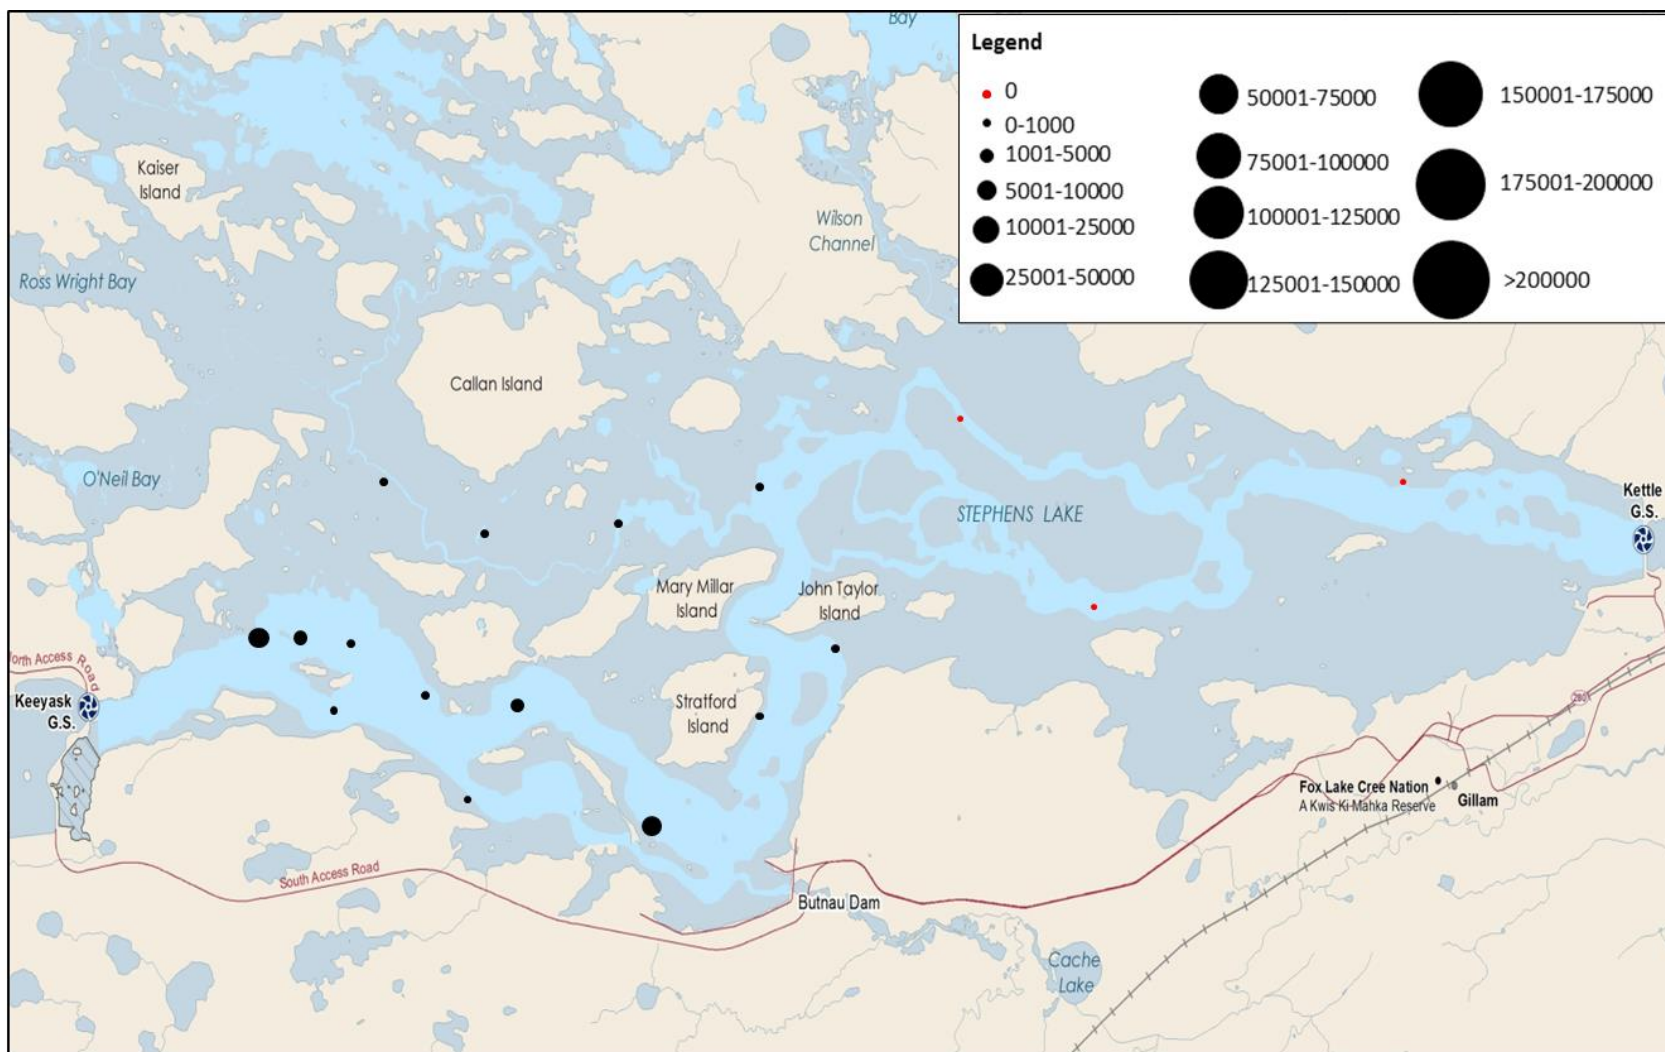 Bay
Legend
0
0-1000
1001-5000
5001-10000
10001-25000
25001-50000
50001-75000
75001-100000
100001-125000
125001-150000
150001-175000
175001-200000
>200000
Kaiser
Island
Wilson
Channel
Ross Wright Bay
Callan Island
O'Neil Bay
STEPHENS LAKE
Kettle
G.S.
Mary Millar
Island
John Taylor
Island
North Access Road
Keeyask
G.S.
Stratford
Island
280
Fox Lake Cree Nation
A Kwis Ki Mahka Reserve
Gillam
South Access Road
Butnau Dam
Cache
Lake